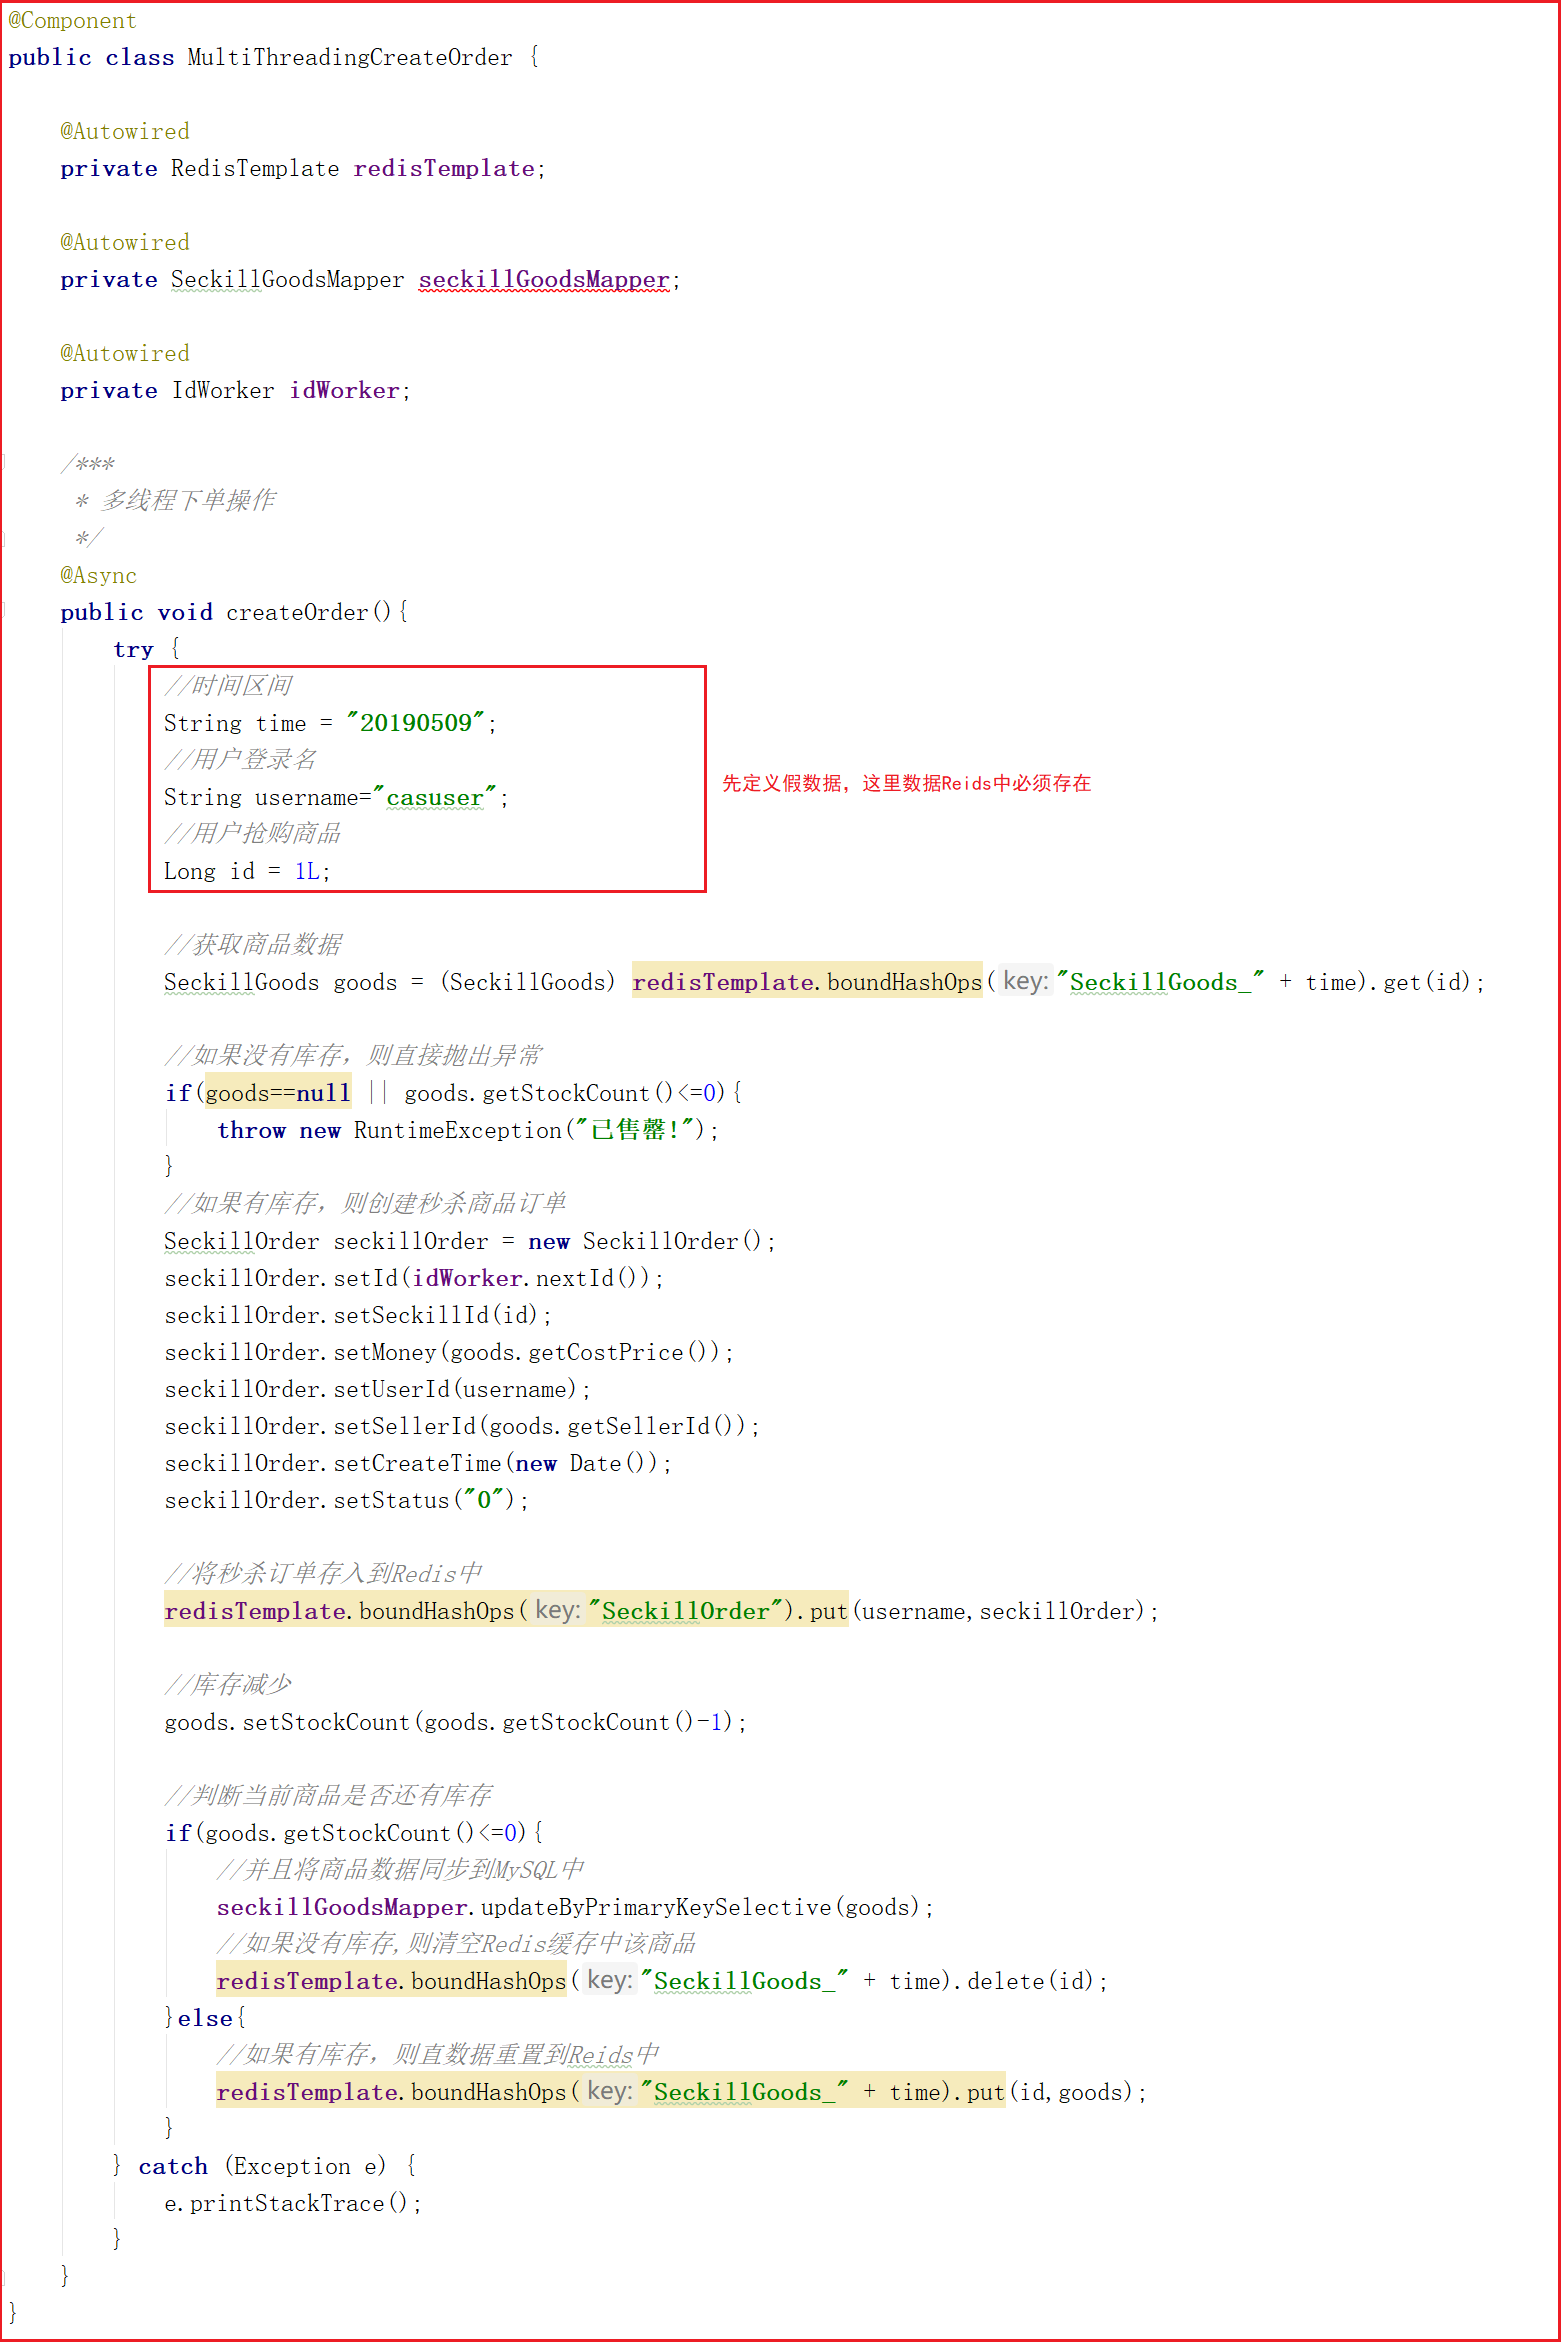 @Component
public class MultiThreadingCreateOrder {
@Autowired
private RedisTemplate redisTemplate;
@Autowired
private SeckillGoodsMapper seckillGoodsMapper;
@Autowired
private IdWorker idWorker;
/***
* 多线程下单操作
*/
@Async
public void createOrder(){
try {
//时间区间
String time = "20190509";
//用户登录名
String username="casuser";
先定义假数据，这里数据Reids中必须存在
//用户抢购商品
Long id = 1L;
//获取商品数据
SeckillGoods goods = (SeckillGoods) redisTemplate.boundHashOps( key: "SeckillGoods_" + time).get(id);
//如果没有库存，则直接抛出异常
if(goods==null || goods.getStockCount()<=0){
throw new RuntimeException("已售罄!");
}
//如果有库存，则创建秒杀商品订单
SeckillOrder seckillOrder = new SeckillOrder();
seckillOrder.setId(idWorker.nextId());
seckillOrder.setSeckillId(id);
seckillOrder.setMoney(goods.getCostPrice());
seckillOrder.setUserId(username);
seckillOrder.setSellerId(goods.getSellerId());
seckillOrder.setCreateTime(new Date());
seckillOrder.setStatus("0");
//将秒杀订单存入到Redis中
redisTemplate.boundHashOps( key: "SeckillOrder").put(username,seckillOrder);
//库存减少
goods.setStockCount(goods.getStockCount()-1);
//判断当前商品是否还有库存
if(goods.getStockCount()<=0){
//并且将商品数据同步到MySQL中
seckillGoodsMapper.updateByPrimaryKeySelective(goods);
//如果没有库存,则清空Redis缓存中该商品
redisTemplate.boundHashOps( key: "SeckillGoods_" + time).delete(id);
}else{
//如果有库存，则直数据重置到Reids中
redisTemplate.boundHashOps( key: "SeckillGoods_" + time).put(id,goods);
}
} catch (Exception e) {
e.printStackTrace();
}
}
}